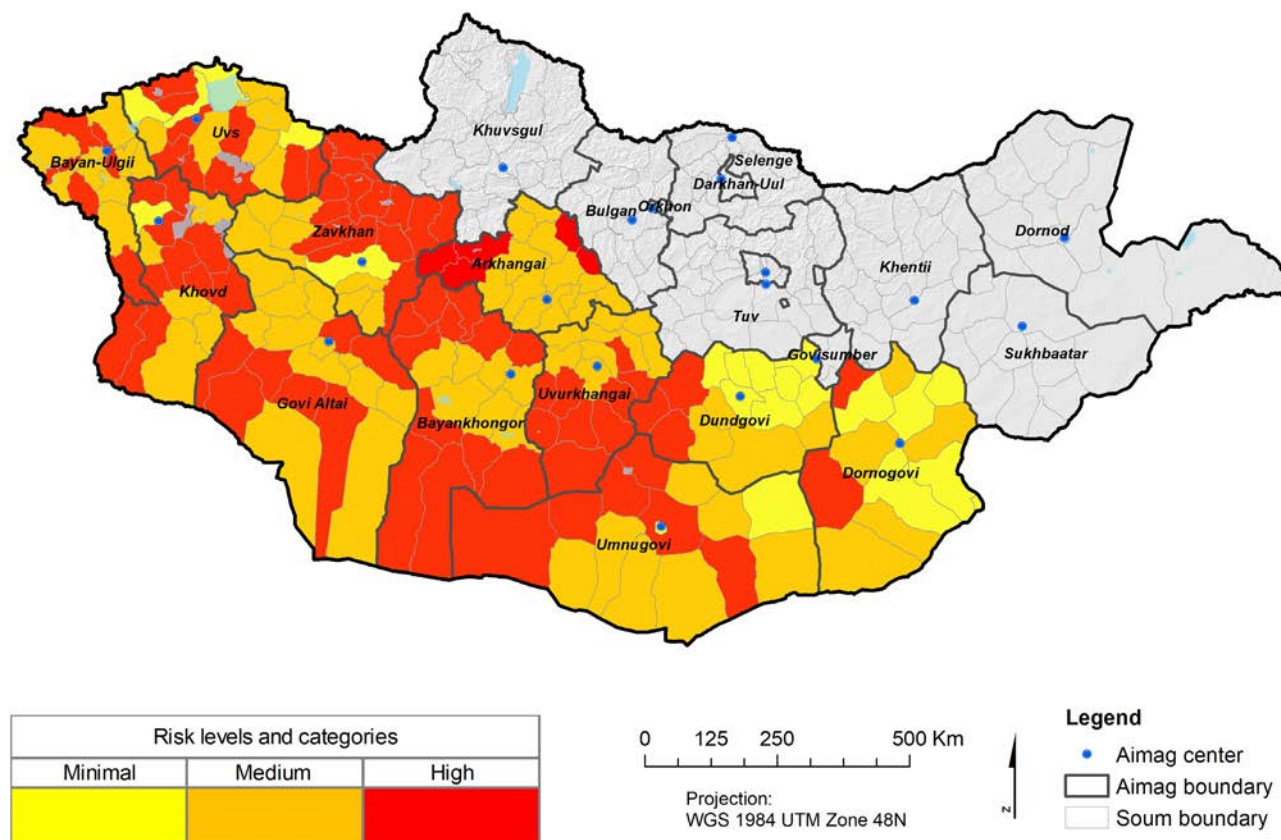 Khuvsgul
Selenge
Uvs
Bayan-Ulgii
Darkhan-Uul
Orkhon
Bulgan
Dornod
Zavkhan
Arkhangai
Khentii
Khovd
Tuv
Govisumber
Sukhbaatar
Govi Altai
Uvurkhangai
Bayankhongor
Dundgovi
Dornogovi
Umnugovi
Risk levels and categories
Minimal Medium High
0 125 250 500 Km
Projection:
WGS 1984 UTM Zone 48N
N
Legend
Aimag center
Aimag boundary
Soum boundary